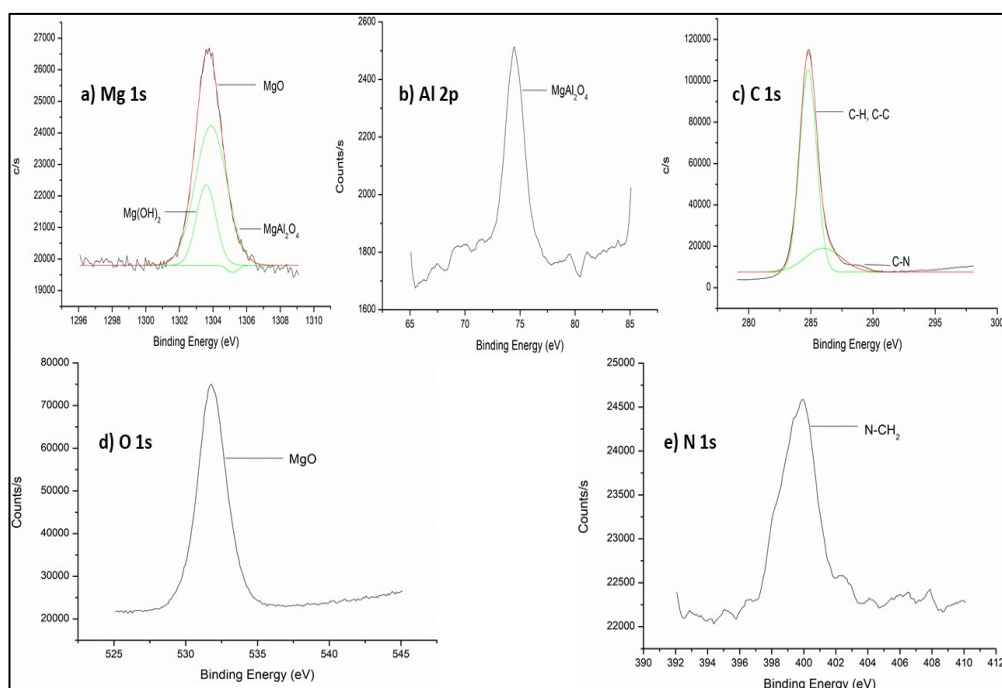 a) Mg 1s
MgO
Mg(OH)₂
MgAl₂O₄
c/s
27000
26000
25000
24000
23000
22000
21000
20000
19000
1296 1298 1300 1302 1304 1306 1308 1310
Binding Energy (eV)
b) Al 2p
MgAl₂O₄
Counts/s
2600
2400
2200
2000
1800
1600
65 70 75 80 85
Binding Energy (eV)
c) C 1s
C-H, C-C
C-N
c/s
120000
100000
80000
60000
40000
20000
0
280 285 290 295 300
Binding Energy (eV)
d) O 1s
MgO
Counts/s
80000
70000
60000
50000
40000
30000
20000
525 530 535 540 545
Binding Energy (eV)
e) N 1s
N-CH₂
Counts/s
25000
24500
24000
23500
23000
22500
22000
390 392 394 396 398 400 402 404 406 408 410 412
Binding Energy (eV)